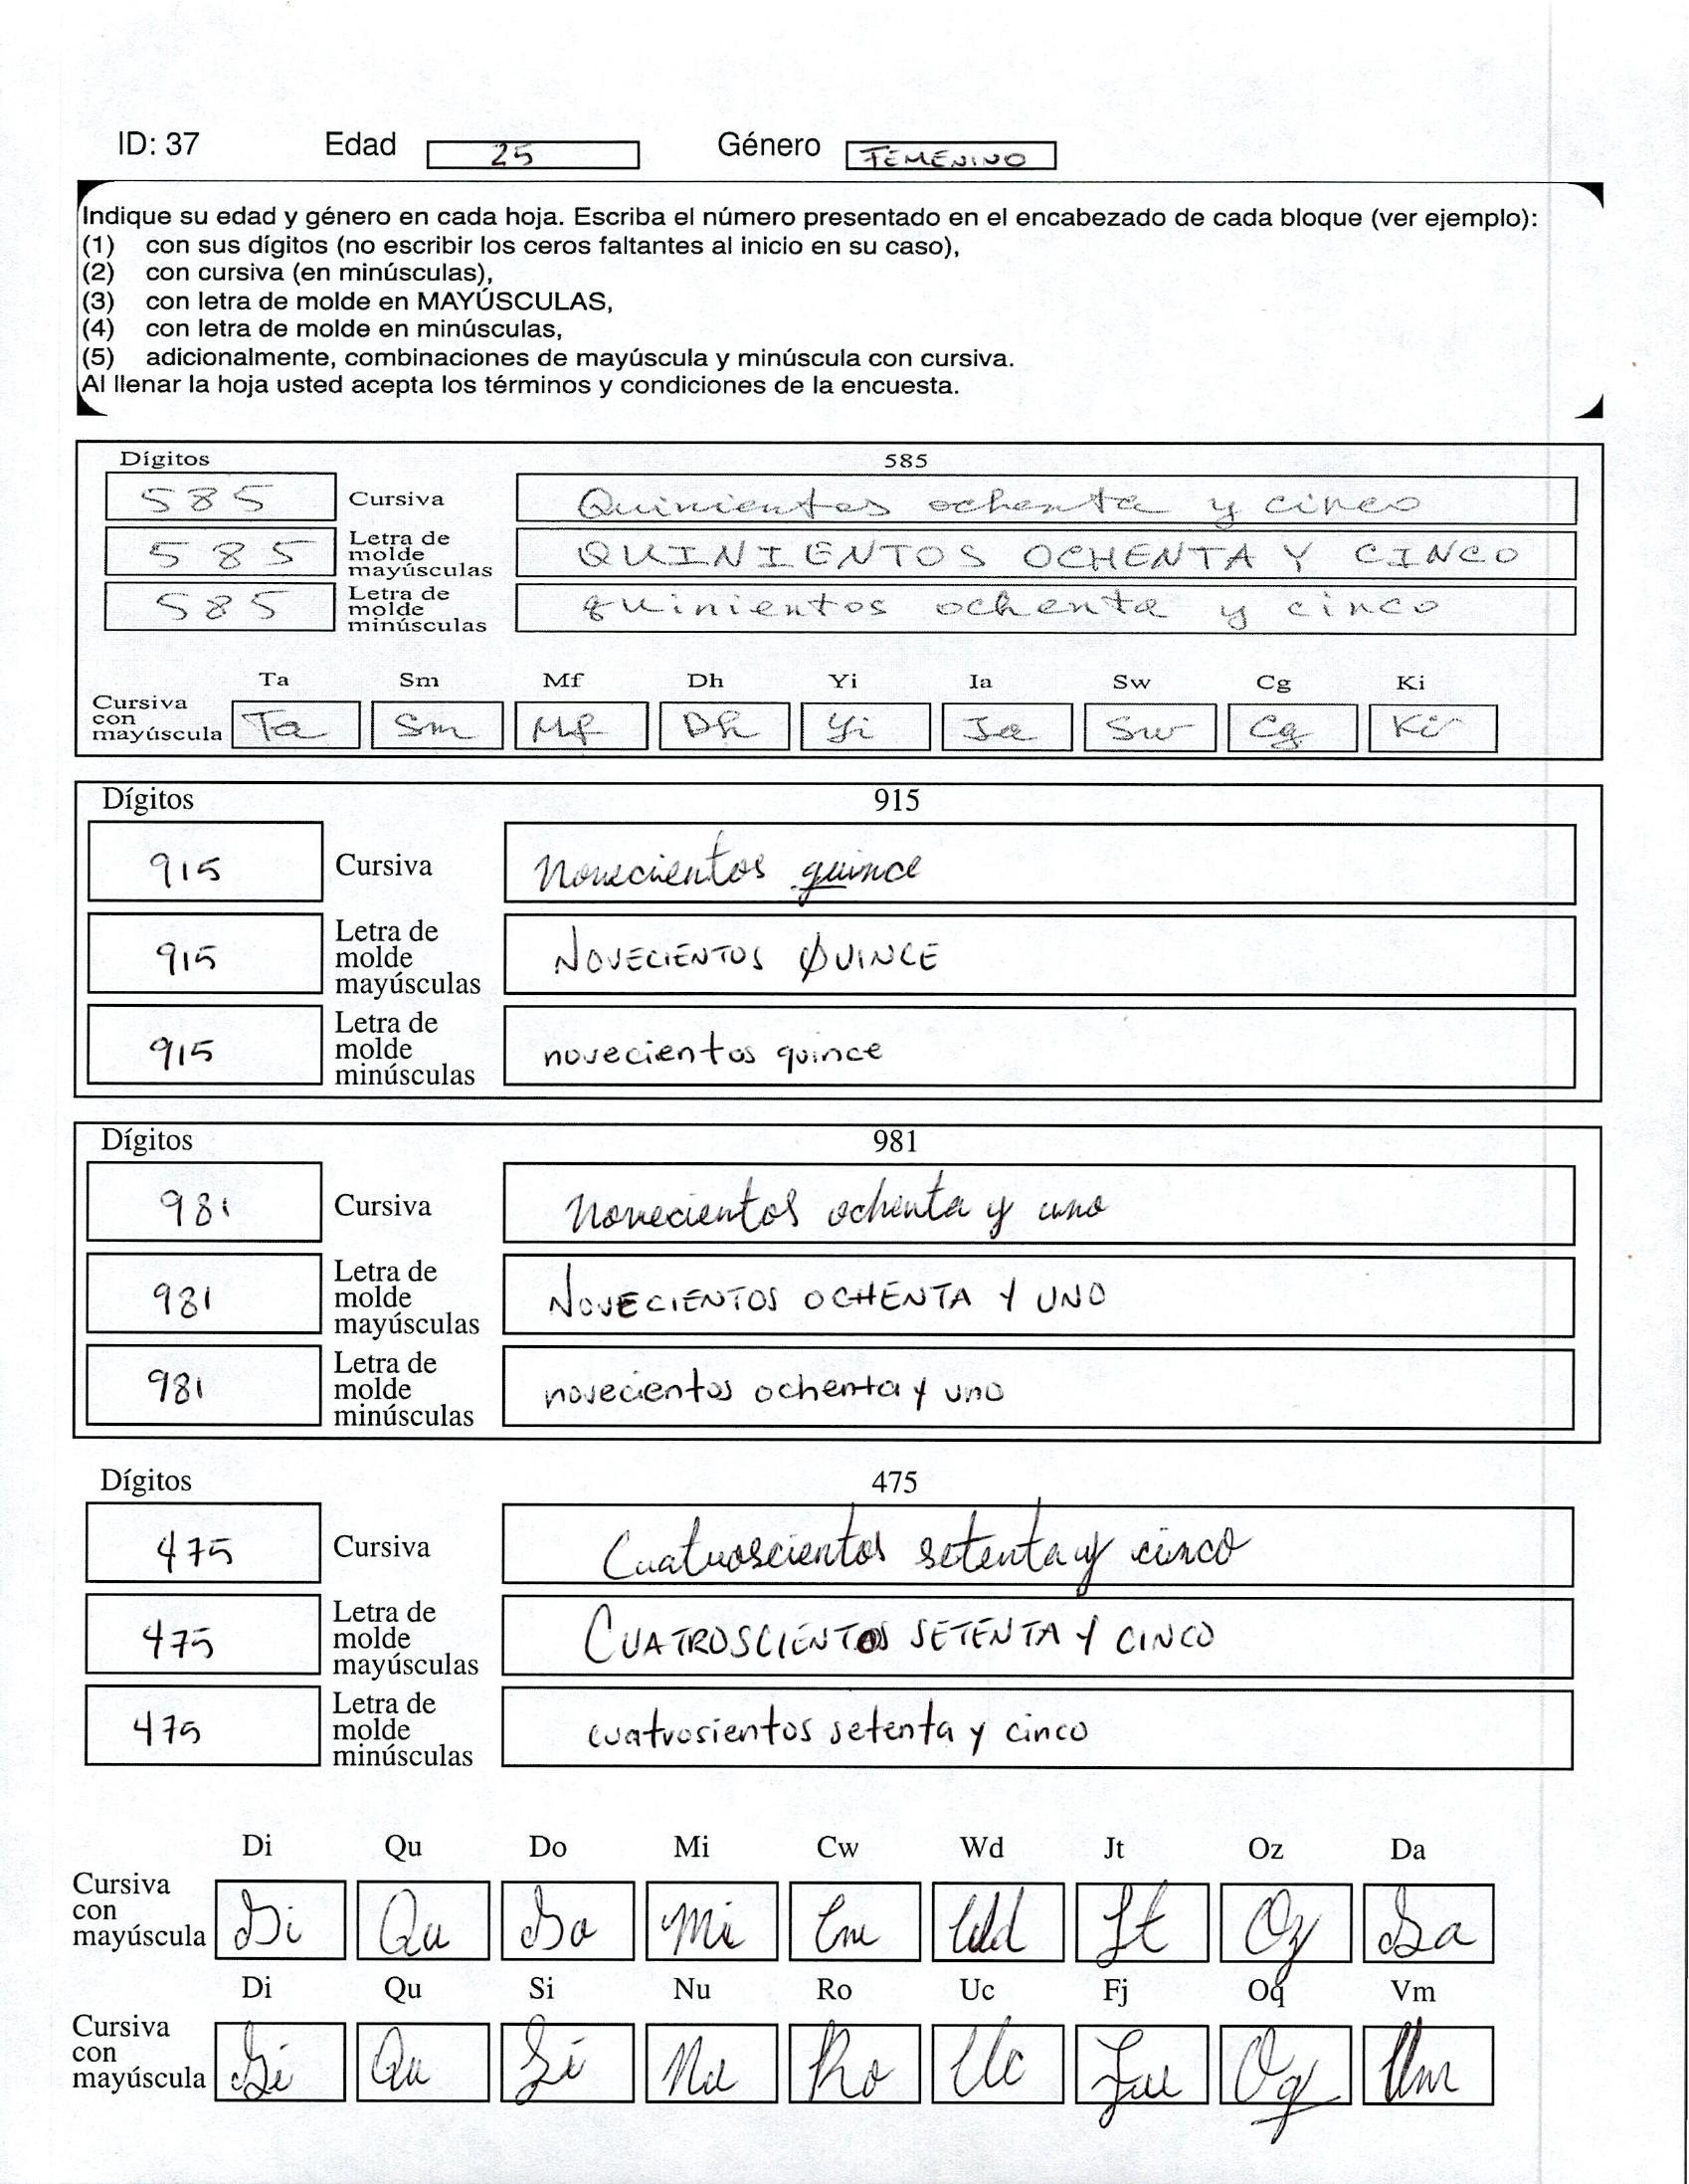 ID: 37 Edad 25 Género FEMENINO
Indique su edad y género en cada hoja. Escriba el número presentado en el encabezado de cada bloque (ver ejemplo):
(1) con sus dígitos (no escribir los ceros faltantes al inicio en su caso),
(2) con cursiva (en minúsculas),
(3) con letra de molde en MAYÚSCULAS,
(4) con letra de molde en minúsculas,
(5) adicionalmente, combinaciones de mayúscula y minúscula con cursiva.
Al llenar la hoja usted acepta los términos y condiciones de la encuesta.
Dígitos 585
585 Cursiva Quinientos ochenta y cinco
585 Letra de molde mayúsculas QUINIENTOS OCHENTA Y CINCO
585 Letra de molde minúsculas quinientos ochenta y cinco
Ta Sm Mf Dh Yi Ia Sw Cg Ki
Cursiva con mayúscula Ta Sm Mf Dh Yi Ia Sw Cg Ki
Dígitos 915
915 Cursiva novecientos quince
915 Letra de molde mayúsculas NOVECIENTOS QUINCE
915 Letra de molde minúsculas novecientos quince
Dígitos 981
981 Cursiva novecientos ochenta y uno
981 Letra de molde mayúsculas NOVECIENTOS OCHENTA Y UNO
981 Letra de molde minúsculas novecientos ochenta y uno
Dígitos 475
475 Cursiva Cuatroscientos setenta y cinco
475 Letra de molde mayúsculas CUATROSCIENTOS SETENTA Y CINCO
475 Letra de molde minúsculas cuatrosientos setenta y cinco
Di Qu Do Mi Cw Wd Jt Oz Da
Cursiva con mayúscula Di Qu Do Mi Cw Wd Jt Oz Da
Di Qu Si Nu Ro Uc Fj Oq Vm
Cursiva con mayúscula Di Qu Si Nu Ro Uc Oq Vm